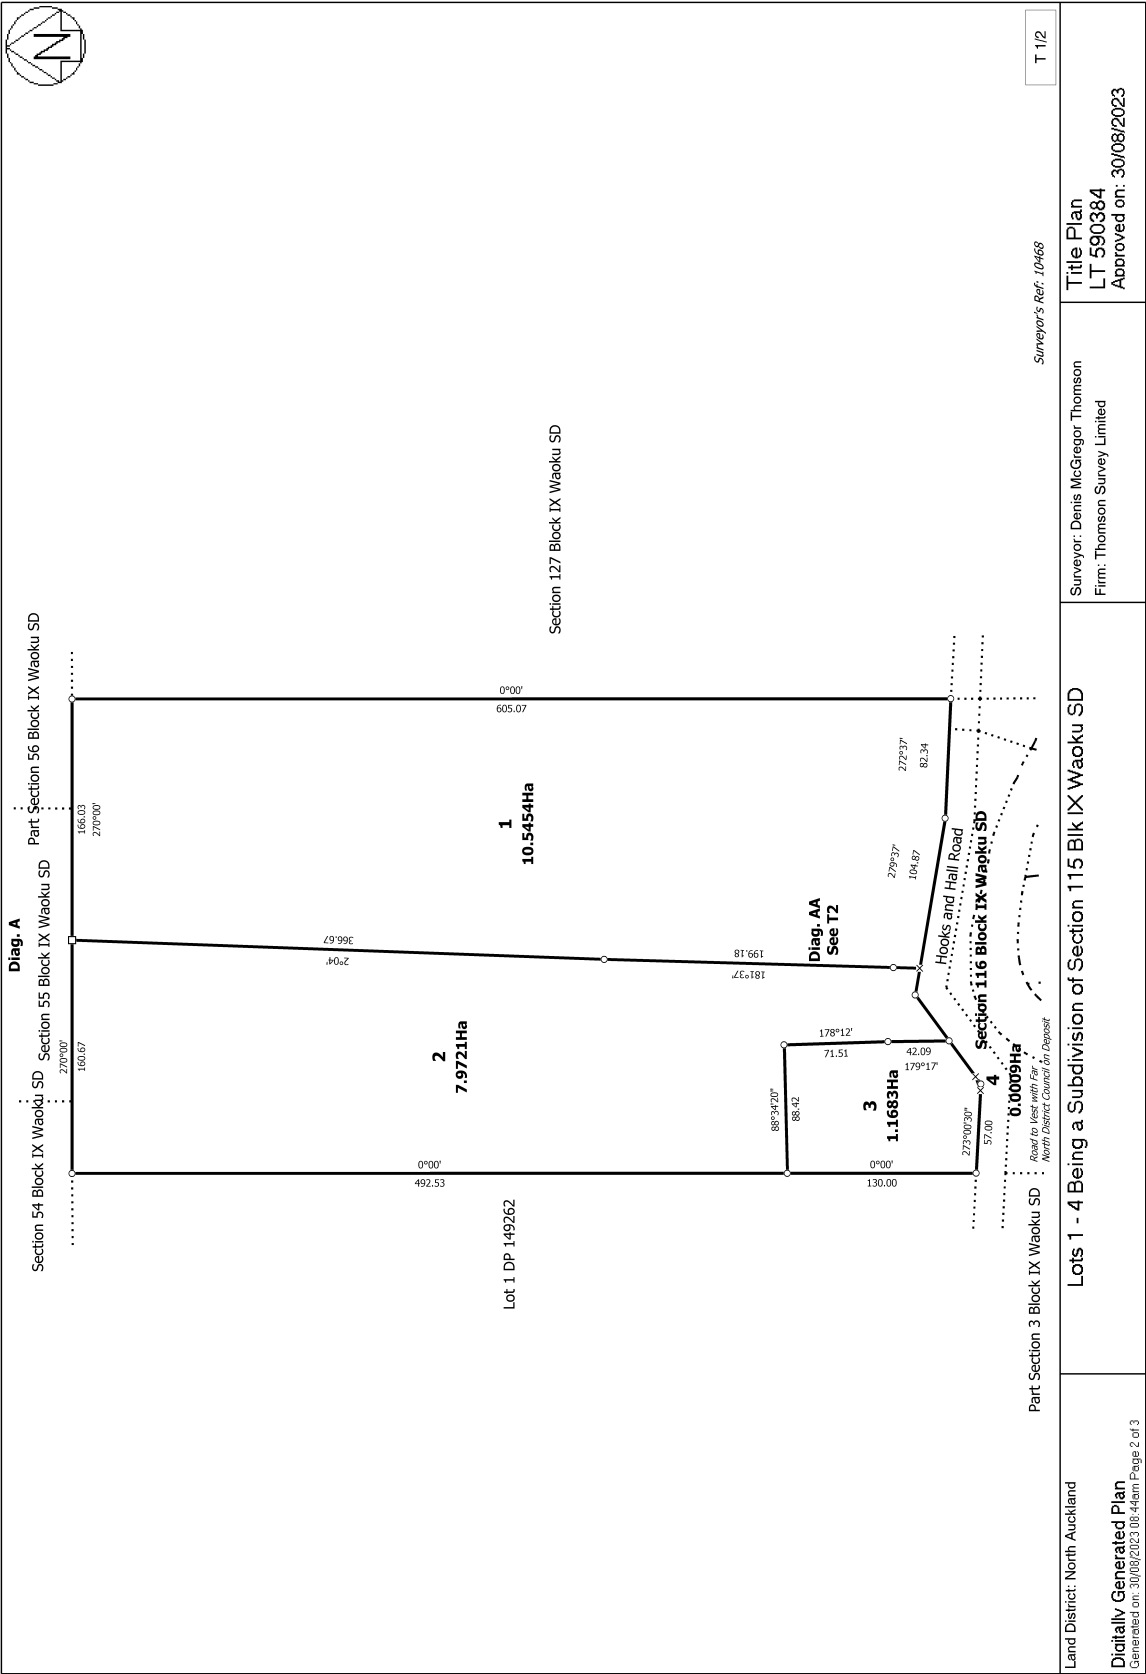 N
T 1/2
Diag. A
Part Section 56 Block IX Waoku SD
Section 55 Block IX Waoku SD
Section 54 Block IX Waoku SD
270°00'
160.67
166.03
270°00'
0°00'
605.07
Section 127 Block IX Waoku SD
1
10.5454Ha
366.67
2°04'
199.18
181°37'
Diag. AA
See T2
2
7.9721Ha
0°00'
492.53
Lot 1 DP 149262
88°34'20"
88.42
178°12'
71.51
42.09
179°17'
3
1.1683Ha
0°00'
130.00
273°00'30"
57.00
4
0.0009Ha
Road to Vest with Far
North District Council on Deposit
272°37'
82.34
279°37'
104.87
Hooks and Hall Road
Section 116 Block IX Waoku SD
Part Section 3 Block IX Waoku SD
Surveyor's Ref: 10468
Land District: North Auckland
Digitally Generated Plan
Generated on: 30/08/2023 08:44am Page 2 of 3
Lots 1 - 4 Being a Subdivision of Section 115 Blk IX Waoku SD
Surveyor: Denis McGregor Thomson
Firm: Thomson Survey Limited
Title Plan
LT 590384
Approved on: 30/08/2023